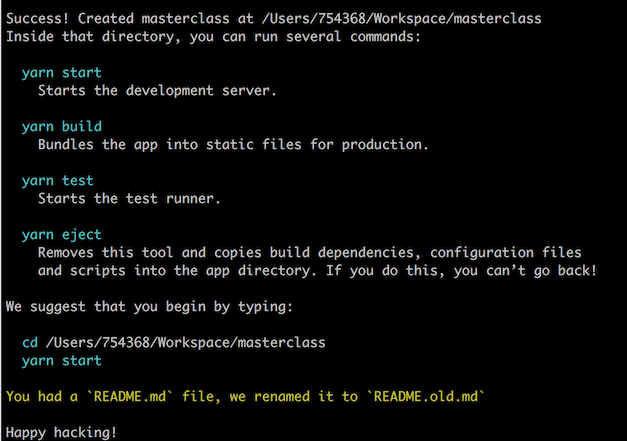 Success! Created masterclass at /Users/754368/Workspace/masterclass
Inside that directory, you can run several commands:

  yarn start
    Starts the development server.

  yarn build
    Bundles the app into static files for production.

  yarn test
    Starts the test runner.

  yarn eject
    Removes this tool and copies build dependencies, configuration files
    and scripts into the app directory. If you do this, you can’t go back!

We suggest that you begin by typing:

  cd /Users/754368/Workspace/masterclass
  yarn start

You had a `README.md` file, we renamed it to `README.old.md`

Happy hacking!